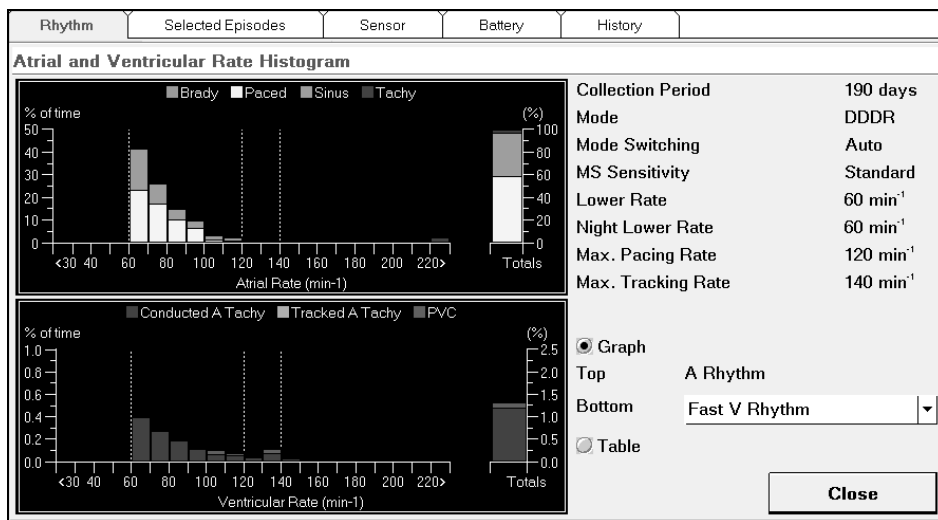 Rhythm Selected Episodes Sensor Battery History
Atrial and Ventricular Rate Histogram
Brady Paced Sinus Tachy
% of time (%)
50 100
40 80
30 60
20 40
10 20
0 0
<30 40 60 80 100 120 140 160 180 200 220> Totals
Atrial Rate (min-1)
Conducted A Tachy Tracked A Tachy PVC
% of time (%)
1.0 2.5
0.8 2.0
0.6 1.5
0.4 1.0
0.2 0.5
0.0 0.0
<30 40 60 80 100 120 140 160 180 200 220> Totals
Ventricular Rate (min-1)
Collection Period 190 days
Mode DDDR
Mode Switching Auto
MS Sensitivity Standard
Lower Rate 60 min⁻¹
Night Lower Rate 60 min⁻¹
Max. Pacing Rate 120 min⁻¹
Max. Tracking Rate 140 min⁻¹
Graph
Top A Rhythm
Bottom Fast V Rhythm
Table
Close